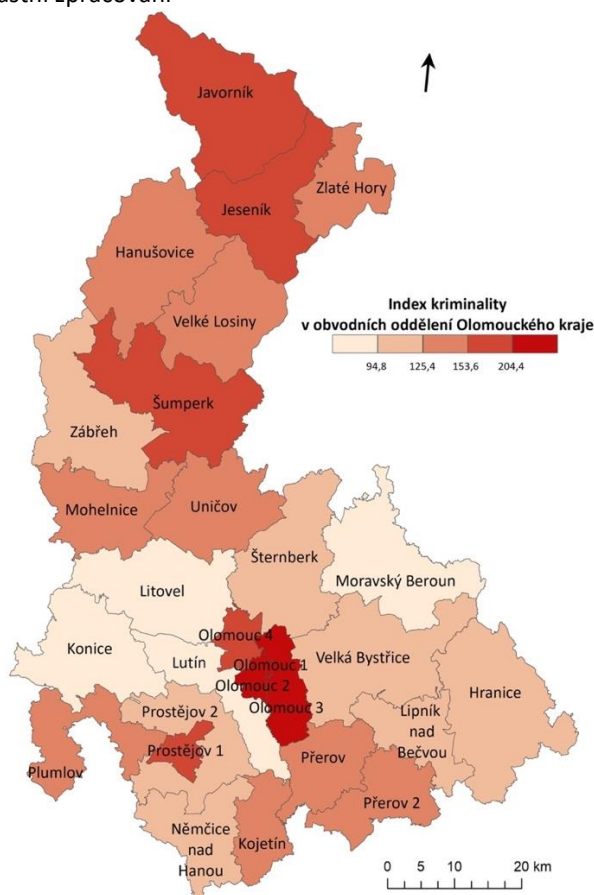 Javorník
Zlaté Hory
Jeseník
Hanušovice
Index kriminality
v obvodních oddělení Olomouckého kraje
94,8 125,4 153,6 204,4
Velké Losiny
Šumperk
Zábřeh
Mohelnice
Uničov
Šternberk
Moravský Beroun
Litovel
Olomouc 4
Konice
Lutín
Olomouc 1
Velká Bystřice
Olomouc 2
Hranice
Olomouc 3
Prostějov 2
Lipník
nad
Bečvou
Prostějov 1
Přerov
Plumlov
Přerov 2
Němčice
nad
Hanou
Kojetín
0 5 10 20 km